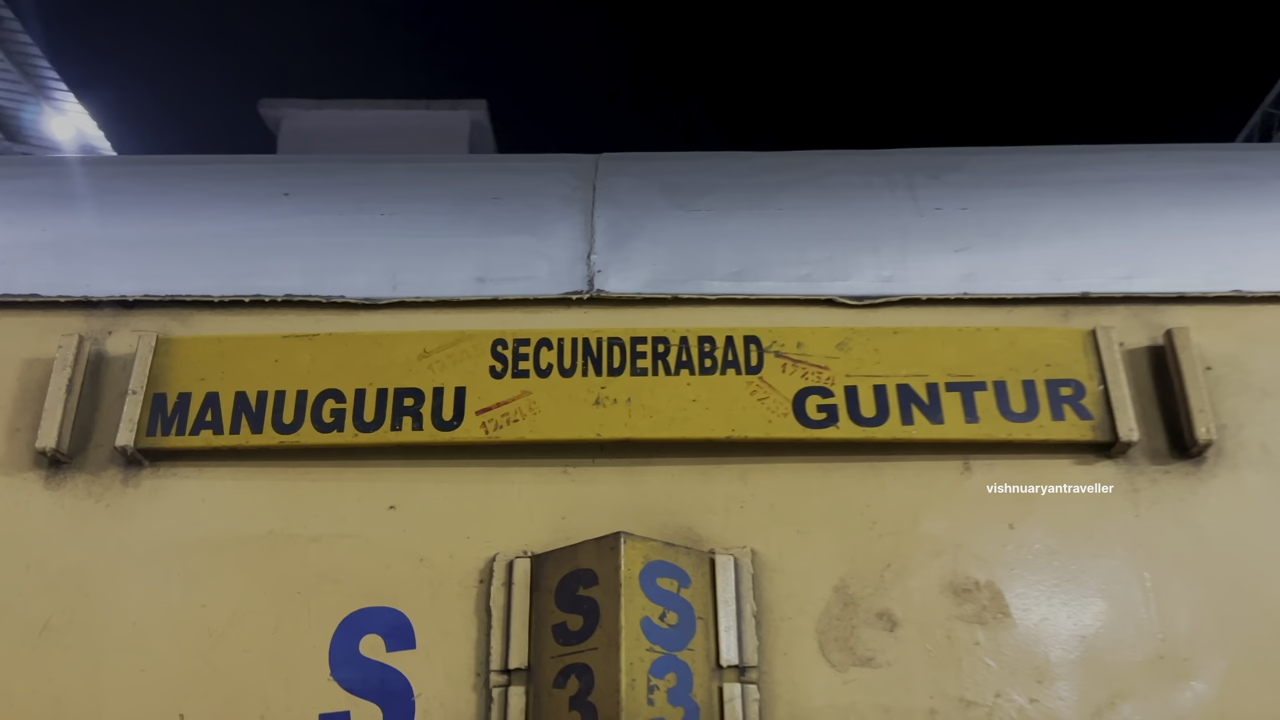 SECUNDERABAD
MANUGURU GUNTUR
vishnuaryantraveller
S S
3 3
S